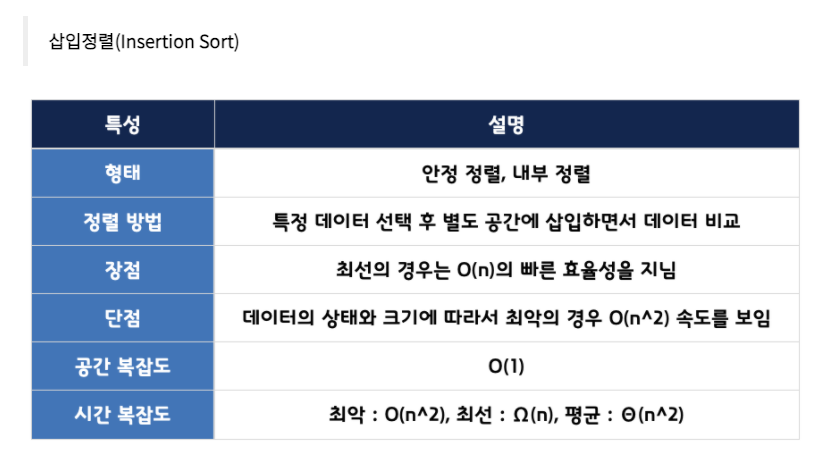 삽입정렬(Insertion Sort)
특성 설명
형태 안정 정렬, 내부 정렬
정렬 방법 특정 데이터 선택 후 별도 공간에 삽입하면서 데이터 비교
장점 최선의 경우는 O(n)의 빠른 효율성을 지님
단점 데이터의 상태와 크기에 따라서 최악의 경우 O(n^2) 속도를 보임
공간 복잡도 O(1)
시간 복잡도 최악 : O(n^2), 최선 : Ω(n), 평균 : Θ(n^2)